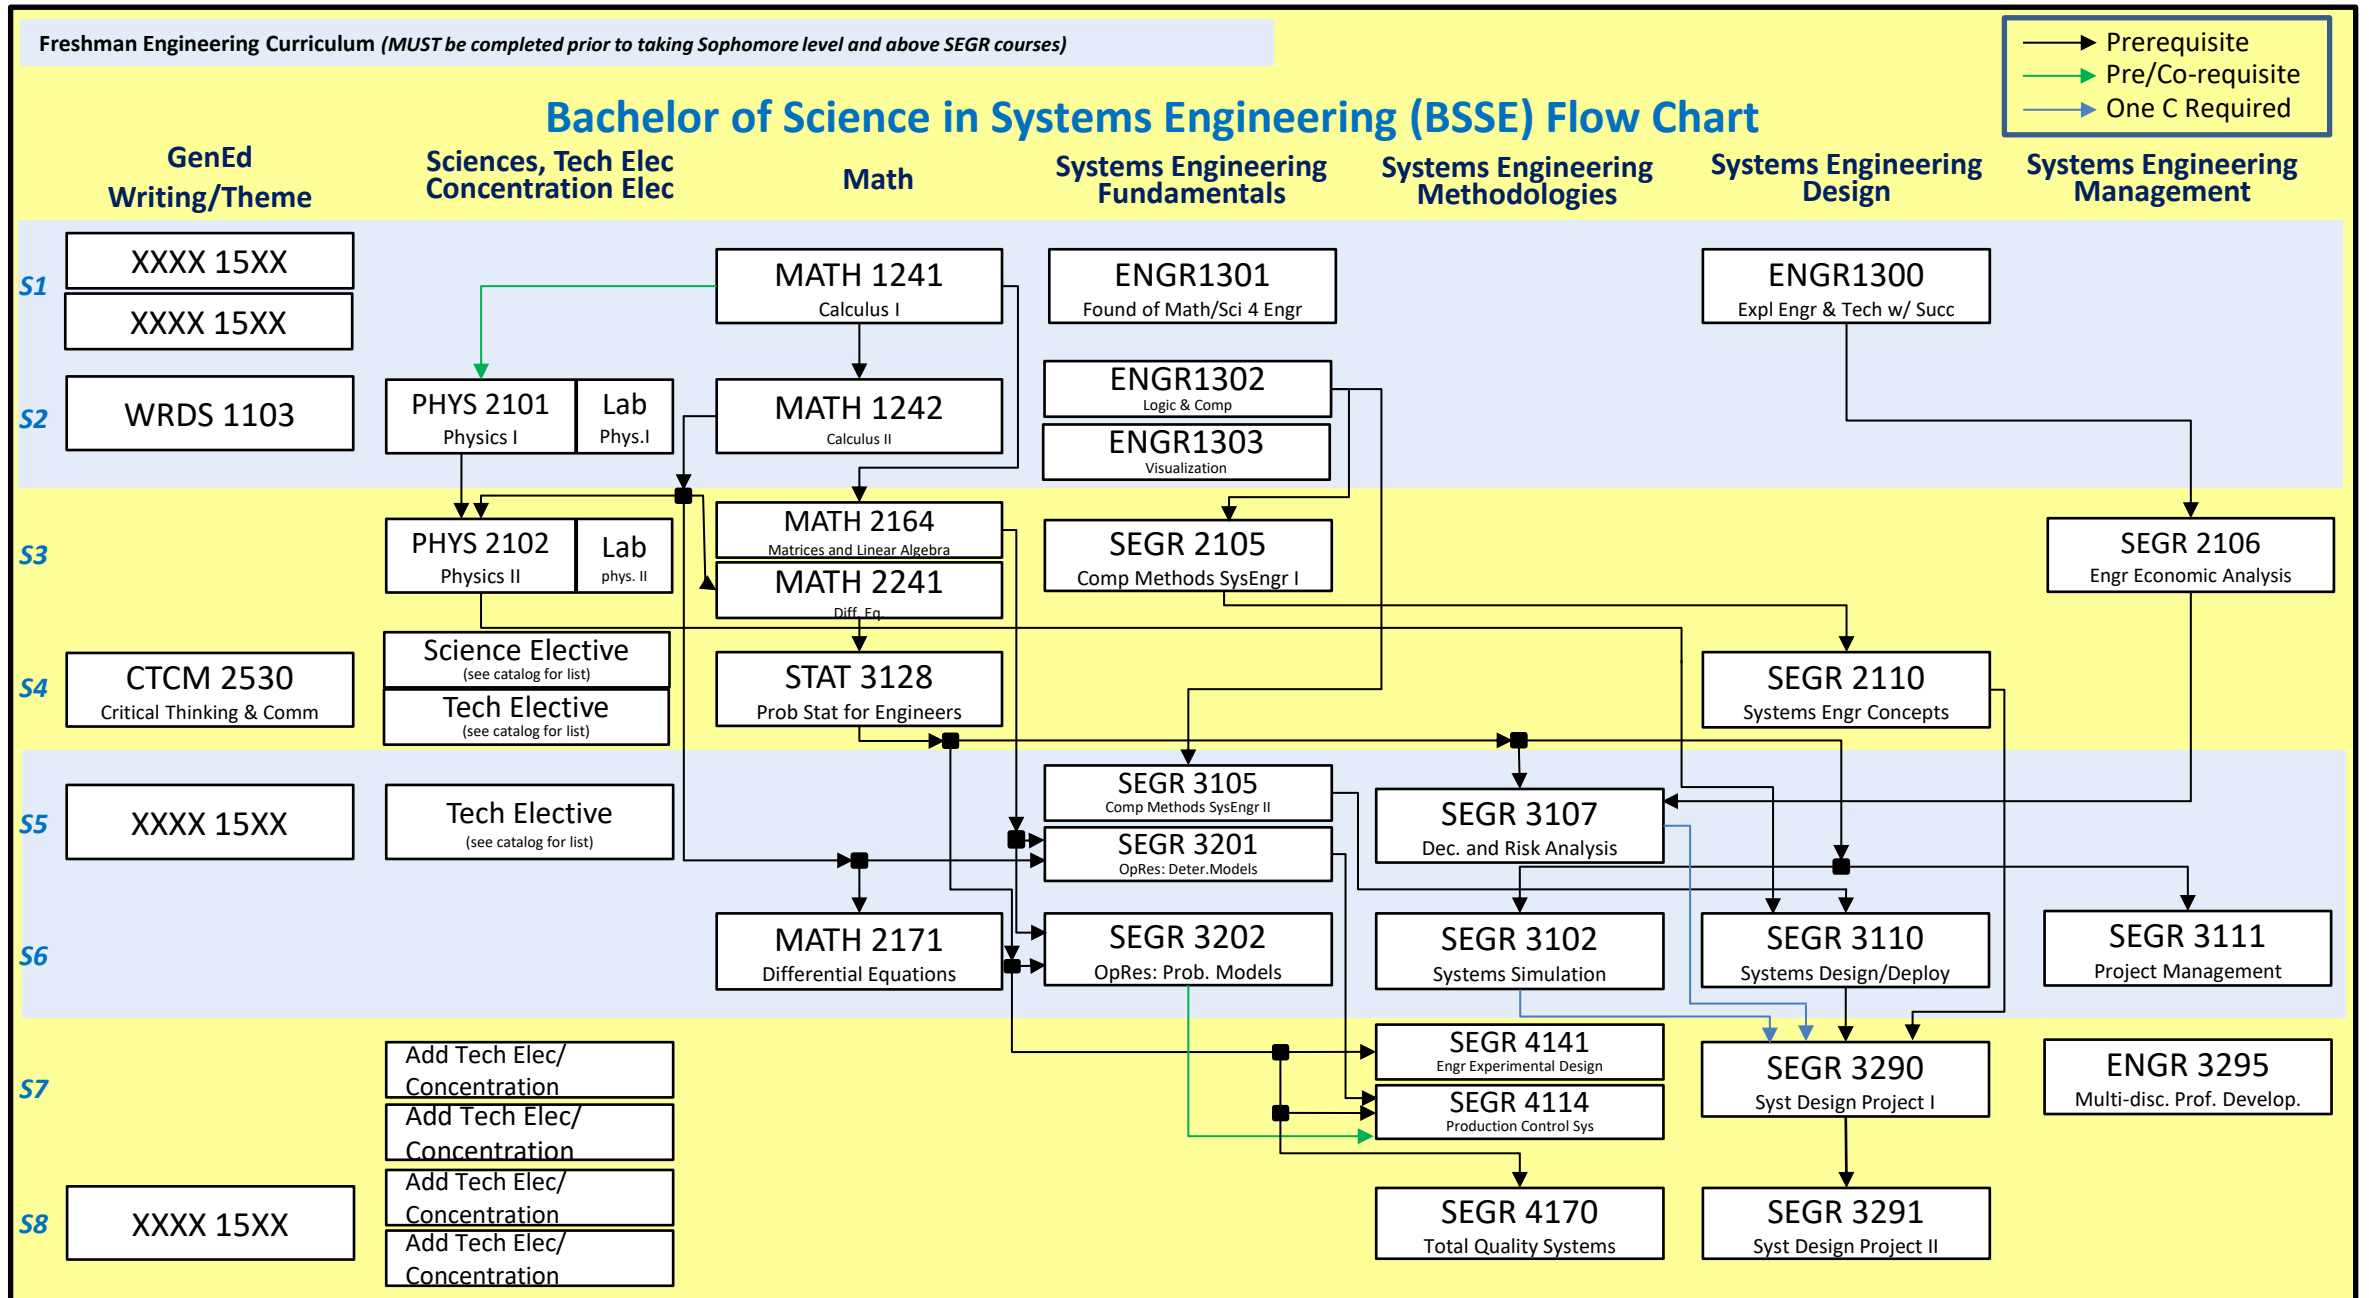 Freshman Engineering Curriculum (MUST be completed prior to taking Sophomore level and above SEGR courses)
Prerequisite
Pre/Co-requisite
One C Required
Bachelor of Science in Systems Engineering (BSSE) Flow Chart
GenEd
Writing/Theme
Sciences, Tech Elec
Concentration Elec
Math
Systems Engineering
Fundamentals
Systems Engineering
Methodologies
Systems Engineering
Design
Systems Engineering
Management
S1
XXXX 15XX
XXXX 15XX
MATH 1241
Calculus I
ENGR1301
Found of Math/Sci 4 Engr
ENGR1300
Expl Engr & Tech w/ Succ
S2
WRDS 1103
PHYS 2101
Physics I
Lab
Phys.I
MATH 1242
Calculus II
ENGR1302
Logic & Comp
ENGR1303
Visualization
S3
PHYS 2102
Physics II
Lab
phys. II
MATH 2164
Matrices and Linear Algebra
MATH 2241
Diff. Eq.
SEGR 2105
Comp Methods SysEngr I
SEGR 2106
Engr Economic Analysis
S4
CTCM 2530
Critical Thinking & Comm
Science Elective
(see catalog for list)
Tech Elective
(see catalog for list)
STAT 3128
Prob Stat for Engineers
SEGR 2110
Systems Engr Concepts
S5
XXXX 15XX
Tech Elective
(see catalog for list)
SEGR 3105
Comp Methods SysEngr II
SEGR 3201
OpRes: Deter.Models
SEGR 3107
Dec. and Risk Analysis
S6
MATH 2171
Differential Equations
SEGR 3202
OpRes: Prob. Models
SEGR 3102
Systems Simulation
SEGR 3110
Systems Design/Deploy
SEGR 3111
Project Management
S7
Add Tech Elec/
Concentration
Add Tech Elec/
Concentration
SEGR 4141
Engr Experimental Design
SEGR 4114
Production Control Sys
SEGR 3290
Syst Design Project I
ENGR 3295
Multi-disc. Prof. Develop.
S8
XXXX 15XX
Add Tech Elec/
Concentration
Add Tech Elec/
Concentration
SEGR 4170
Total Quality Systems
SEGR 3291
Syst Design Project II